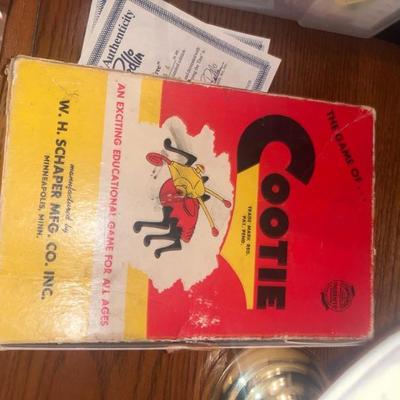 THE GAME OF...
COOTIE
TRADE MARK REG.
PAT. PEND.
AN EXCITING EDUCATIONAL GAME FOR ALL AGES
manufactured by
W. H. SCHAPER MFG. CO. INC.
MINNEAPOLIS, MINN.
Authenticity